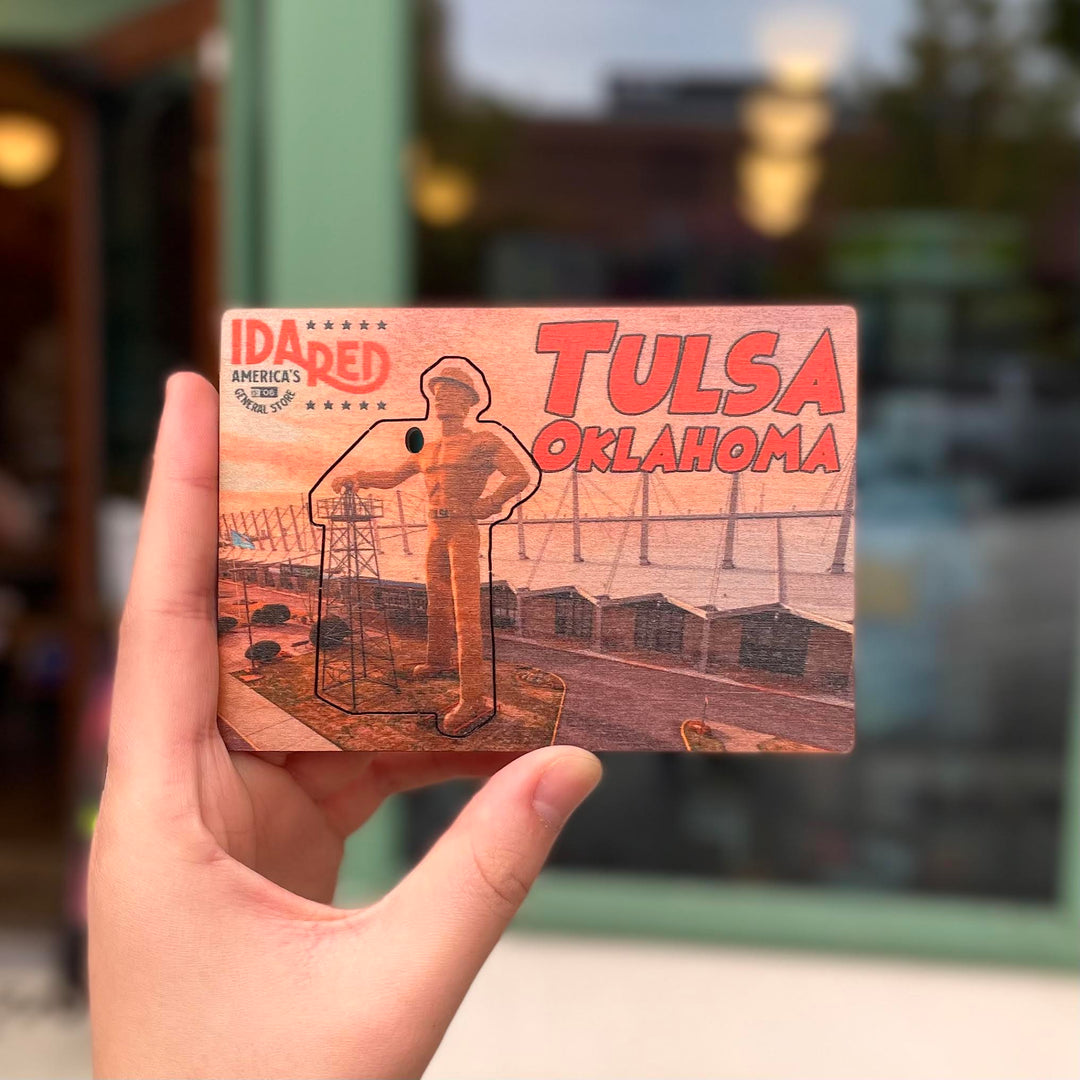 IDA RED
AMERICA'S
GENERAL STORE
TULSA
OKLAHOMA